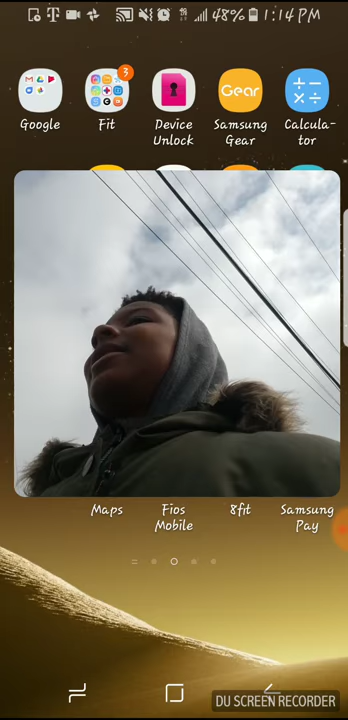 48% 1:14 PM
Gear
3
Google
Fit
Device
Unlock
Samsung
Gear
Calcula-
tor
Maps
Fios
Mobile
8fit
Samsung
Pay
DU SCREEN RECORDER